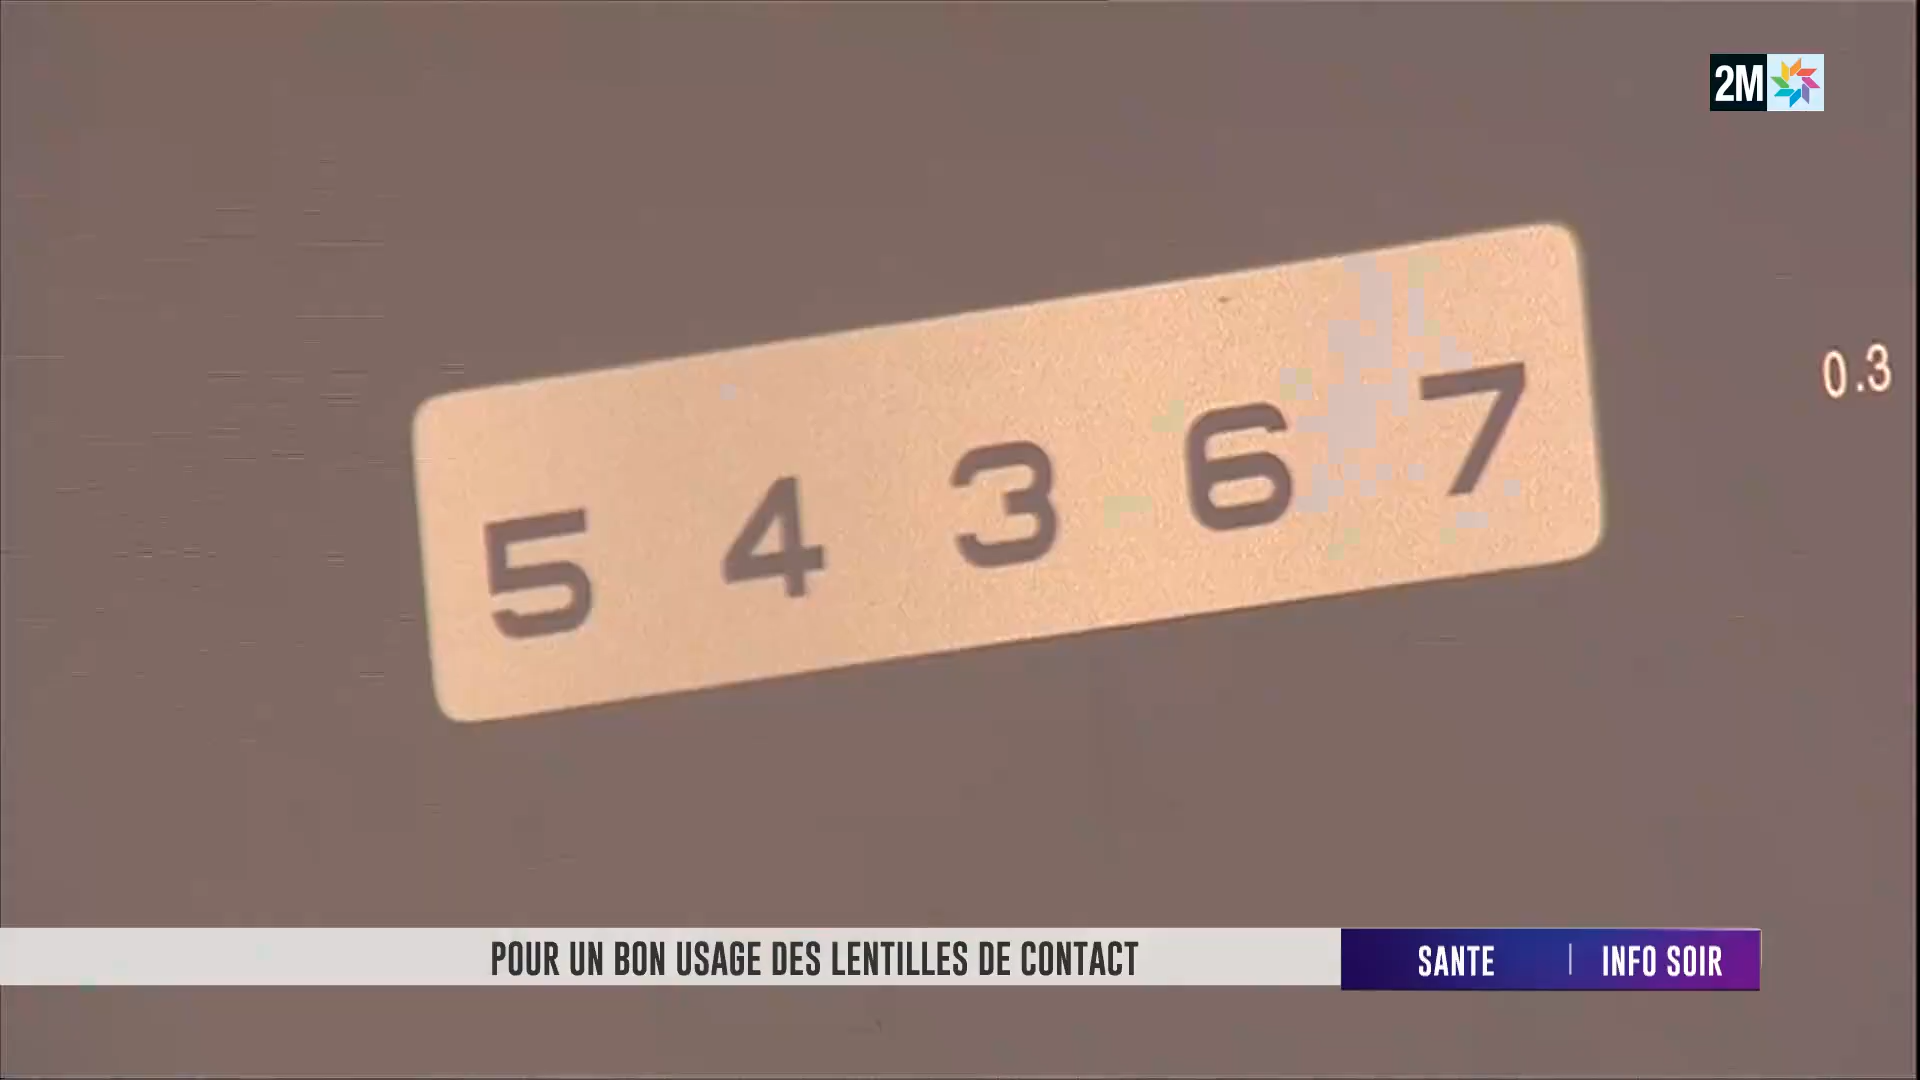 2M
0.3
5 4 3 6 7
POUR UN BON USAGE DES LENTILLES DE CONTACT
SANTE | INFO SOIR